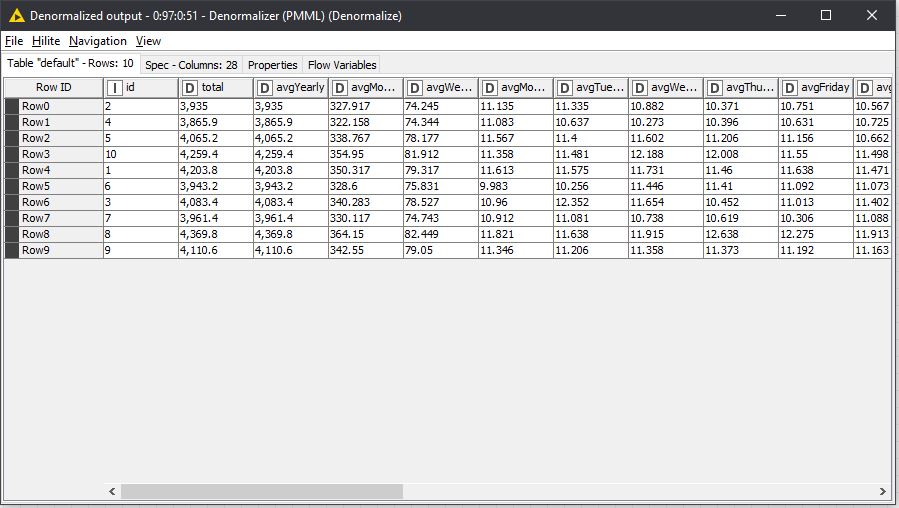 Denormalized output - 0:97:0:51 - Denormalizer (PMML) (Denormalize)
File Hilite Navigation View
Table "default" - Rows: 10 Spec - Columns: 28 Properties Flow Variables
Row ID I id D total D avgYearly D avgMo... D avgWe... D avgMo... D avgTue... D avgWe... D avgThu... D avgFriday D avg
Row0 2 3,935 3,935 327.917 74.245 11.135 11.335 10.882 10.371 10.751 10.567
Row1 4 3,865.9 3,865.9 322.158 74.344 11.083 10.637 10.273 10.396 10.631 10.725
Row2 5 4,065.2 4,065.2 338.767 78.177 11.567 11.4 11.602 11.206 11.156 10.662
Row3 10 4,259.4 4,259.4 354.95 81.912 11.358 11.481 12.188 12.008 11.55 11.498
Row4 1 4,203.8 4,203.8 350.317 79.317 11.613 11.575 11.731 11.46 11.638 11.471
Row5 6 3,943.2 3,943.2 328.6 75.831 9.983 10.256 11.446 11.41 11.092 11.073
Row6 3 4,083.4 4,083.4 340.283 78.527 10.96 12.352 11.654 10.452 11.013 11.402
Row7 7 3,961.4 3,961.4 330.117 74.743 10.912 11.081 10.738 10.619 10.306 11.088
Row8 8 4,369.8 4,369.8 364.15 82.449 11.821 11.638 11.915 12.638 12.275 11.913
Row9 9 4,110.6 4,110.6 342.55 79.05 11.346 11.206 11.358 11.373 11.192 11.163